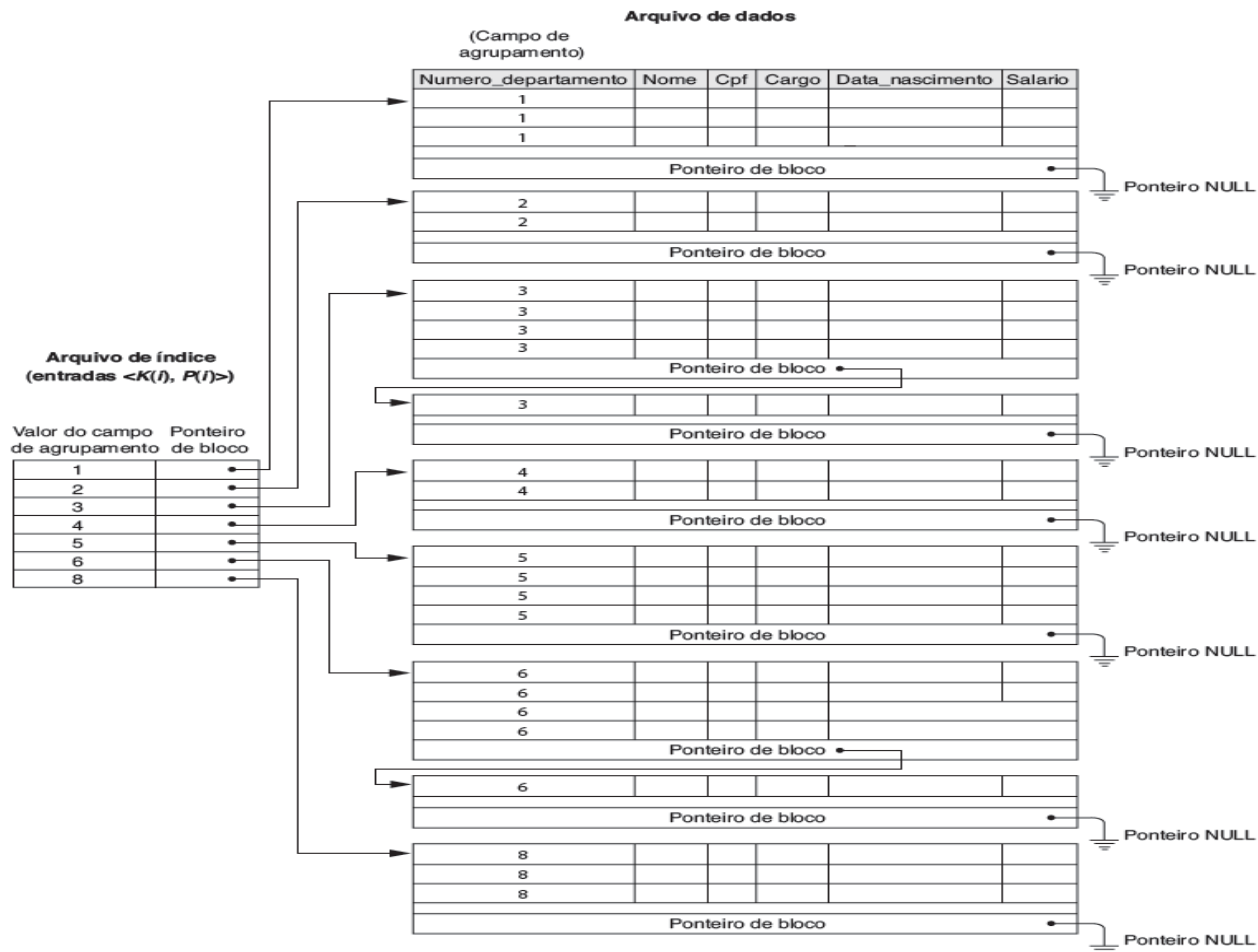 Arquivo de dados
(Campo de
agrupamento)
Numero_departamento Nome Cpf Cargo Data_nascimento Salario
1
1
1
Ponteiro de bloco
Ponteiro NULL
2
2
Ponteiro de bloco
Ponteiro NULL
3
3
3
3
Ponteiro de bloco
3
Ponteiro de bloco
Ponteiro NULL
4
4
Ponteiro de bloco
Ponteiro NULL
5
5
5
5
Ponteiro de bloco
Ponteiro NULL
6
6
6
6
Ponteiro de bloco
6
Ponteiro de bloco
Ponteiro NULL
8
8
8
Ponteiro de bloco
Ponteiro NULL
Arquivo de índice
(entradas <K(i), P(i)>)
Valor do campo Ponteiro
de agrupamento de bloco
1
2
3
4
5
6
8